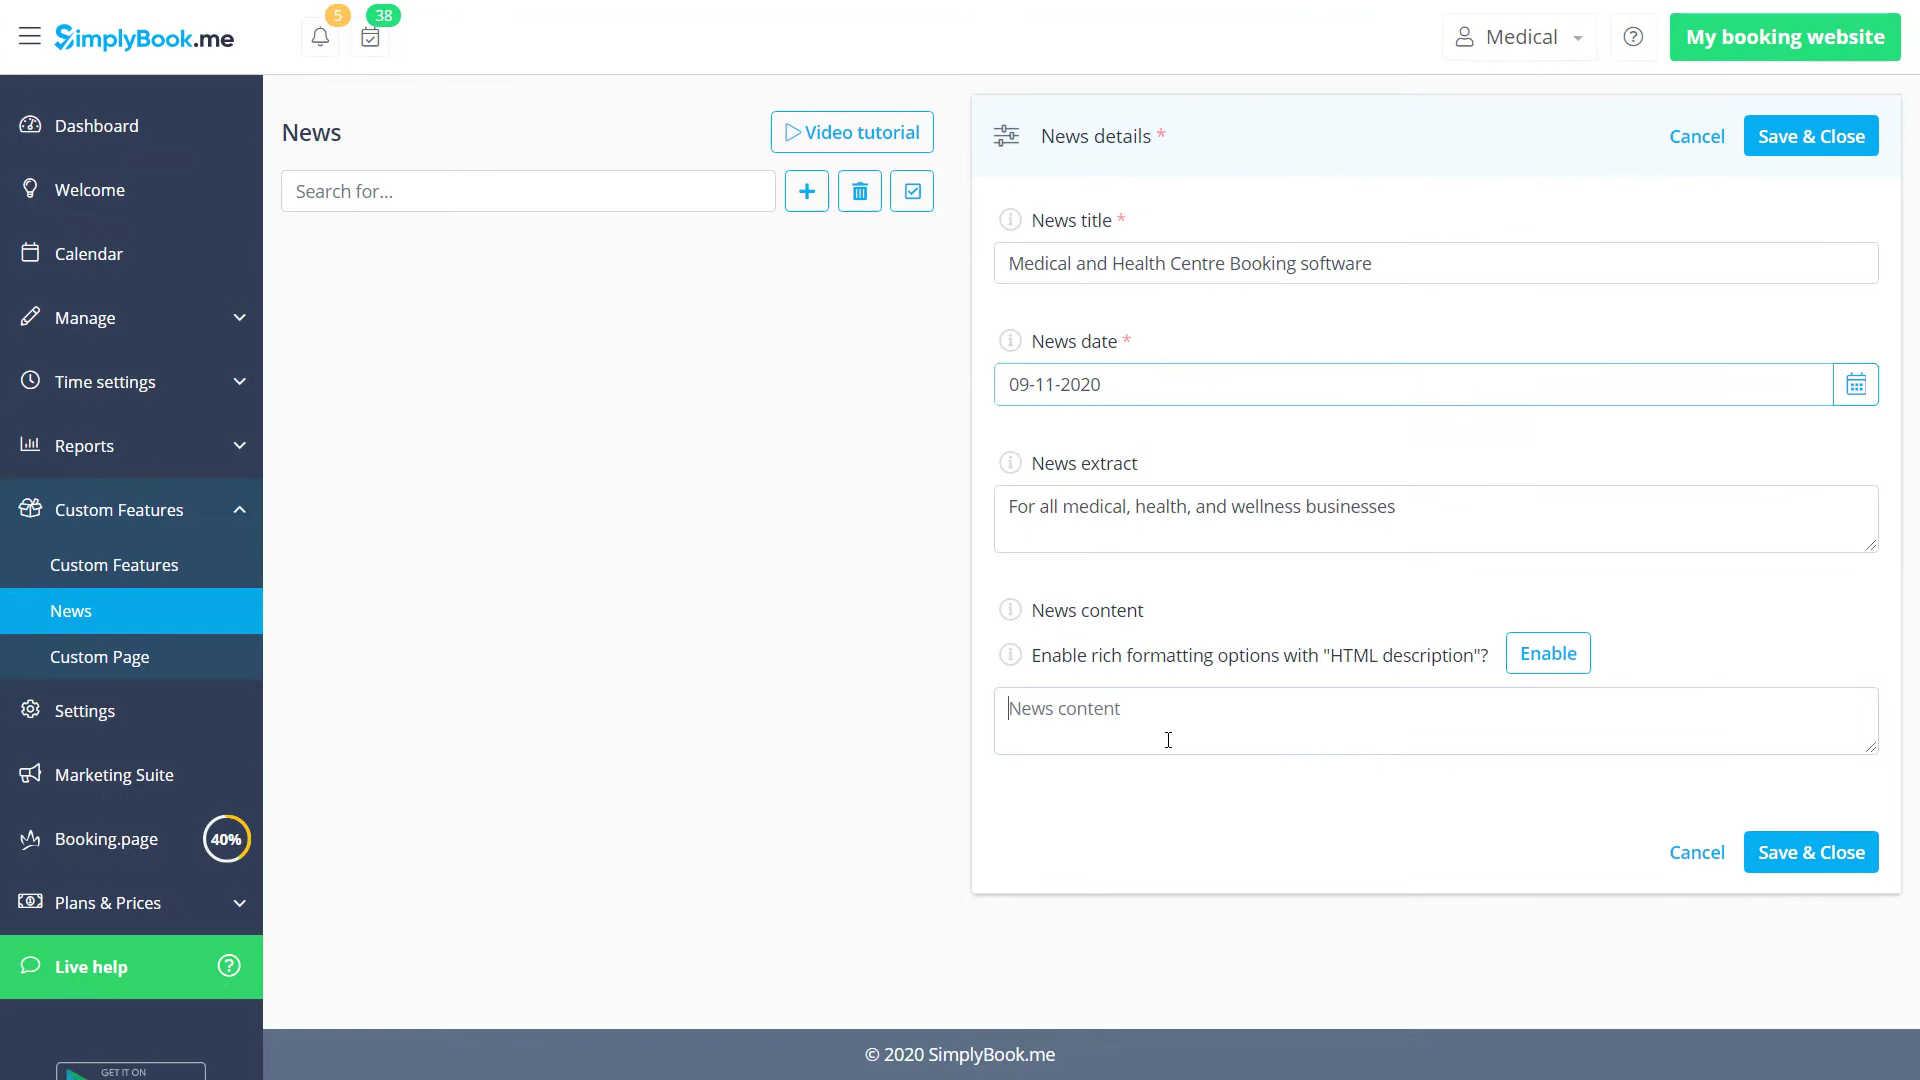 SimplyBook.me
5
38
Medical
My booking website
Dashboard
Welcome
Calendar
Manage
Time settings
Reports
Custom Features
Custom Features
News
Custom Page
Settings
Marketing Suite
Booking.page
40%
Plans & Prices
Live help
GET IT ON
News
Video tutorial
Search for...
News details *
Cancel
Save & Close
News title *
Medical and Health Centre Booking software
News date *
09-11-2020
News extract
For all medical, health, and wellness businesses
News content
Enable rich formatting options with "HTML description"?
Enable
News content
Cancel
Save & Close
© 2020 SimplyBook.me